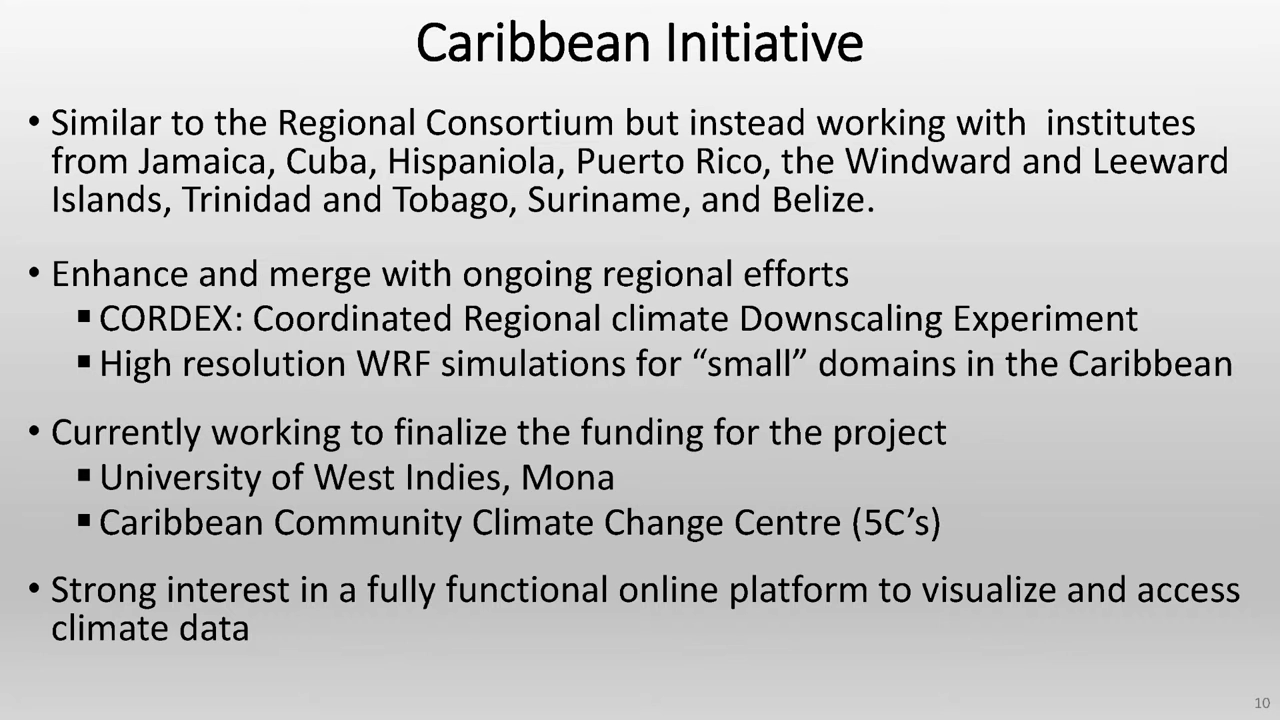 Caribbean Initiative
• Similar to the Regional Consortium but instead working with institutes
from Jamaica, Cuba, Hispaniola, Puerto Rico, the Windward and Leeward
Islands, Trinidad and Tobago, Suriname, and Belize.
• Enhance and merge with ongoing regional efforts
▪ CORDEX: Coordinated Regional climate Downscaling Experiment
▪ High resolution WRF simulations for “small” domains in the Caribbean
• Currently working to finalize the funding for the project
▪ University of West Indies, Mona
▪ Caribbean Community Climate Change Centre (5C’s)
• Strong interest in a fully functional online platform to visualize and access
climate data
10